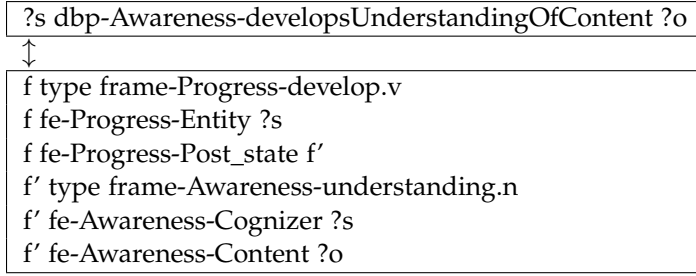 ?s dbp-Awareness-developsUnderstandingOfContent ?o
↕
f type frame-Progress-develop.v
f fe-Progress-Entity ?s
f fe-Progress-Post_state f'
f' type frame-Awareness-understanding.n
f' fe-Awareness-Cognizer ?s
f' fe-Awareness-Content ?o